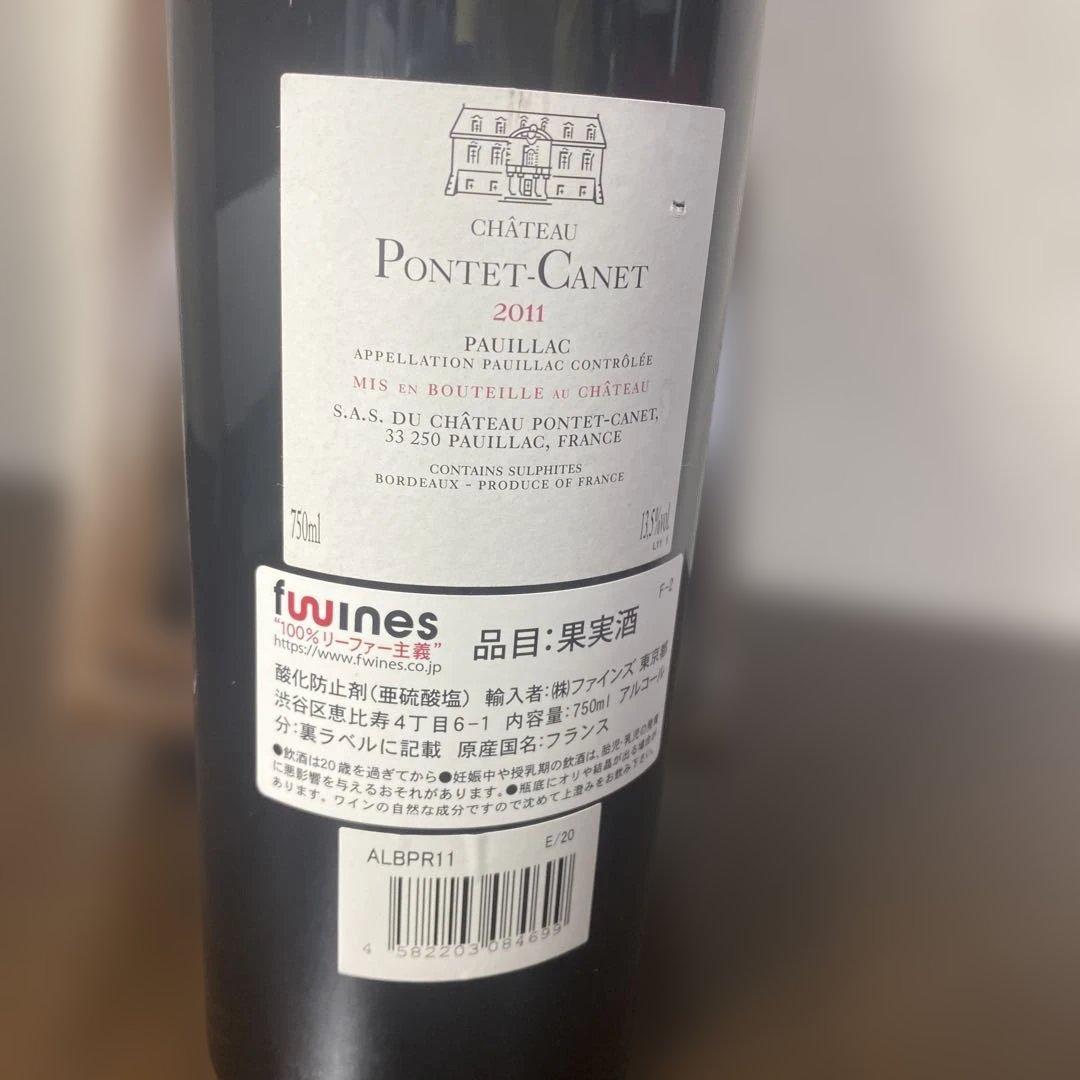 CHÂTEAU
PONTET-CANET
2011
PAUILLAC
APPELLATION PAUILLAC CONTRÔLÉE
MIS EN BOUTEILLE AU CHÂTEAU
S.A.S. DU CHÂTEAU PONTET-CANET,
33 250 PAUILLAC, FRANCE
CONTAINS SULPHITES
BORDEAUX - PRODUCE OF FRANCE
750ml
13,5%vol
F-2
fwines
"100%リーファー主義"
https://www.fwines.co.jp
品目:果実酒
酸化防止剤(亜硫酸塩) 輸入者:(株)ファインズ 東京都
渋谷区恵比寿4丁目6-1 内容量:750ml アルコール
分:裏ラベルに記載 原産国名:フランス
●飲酒は20歳を過ぎてから●妊娠中や授乳期の飲酒は、胎児・乳児の発育
に悪影響を与えるおそれがあります。●瓶底にオリや結晶が出る場合が
あります。ワインの自然な成分ですので沈めて上澄みをお飲み下さい。
ALBPR11
E/20
4 582203 084699